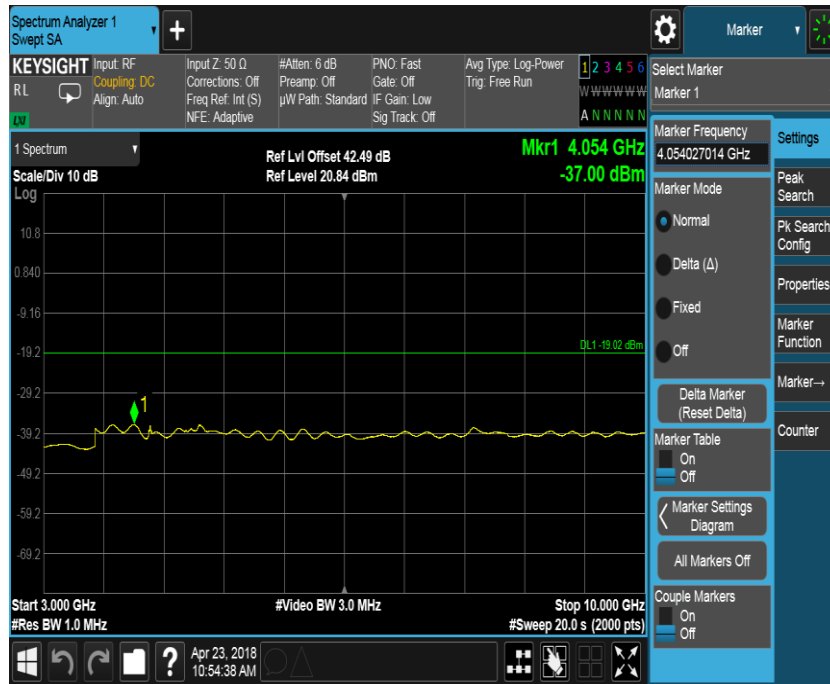 Spectrum Analyzer 1
Swept SA
+
Marker
KEYSIGHT
RL
LXI
Input: RF
Coupling: DC
Align: Auto
Input Z: 50 Ω
Corrections: Off
Freq Ref: Int (S)
NFE: Adaptive
#Atten: 6 dB
Preamp: Off
µW Path: Standard
PNO: Fast
Gate: Off
IF Gain: Low
Sig Track: Off
Avg Type: Log-Power
Trig: Free Run
1 2 3 4 5 6
W W W W W W
A N N N N N
Select Marker
Marker 1
1 Spectrum
Scale/Div 10 dB
Log
Ref Lvl Offset 42.49 dB
Ref Level 20.84 dBm
Mkr1 4.054 GHz
-37.00 dBm
10.8
0.840
-9.16
-19.2
-29.2
-39.2
-49.2
-59.2
-69.2
DL1 -19.02 dBm
1
Start 3.000 GHz
#Res BW 1.0 MHz
#Video BW 3.0 MHz
Stop 10.000 GHz
#Sweep 20.0 s (2000 pts)
Marker Frequency
4.054027014 GHz
Marker Mode
Normal
Delta (Δ)
Fixed
Off
Delta Marker
(Reset Delta)
Marker Table
On
Off
Marker Settings
Diagram
All Markers Off
Couple Markers
On
Off
Settings
Peak
Search
Pk Search
Config
Properties
Marker
Function
Marker→
Counter
?
Apr 23, 2018
10:54:38 AM